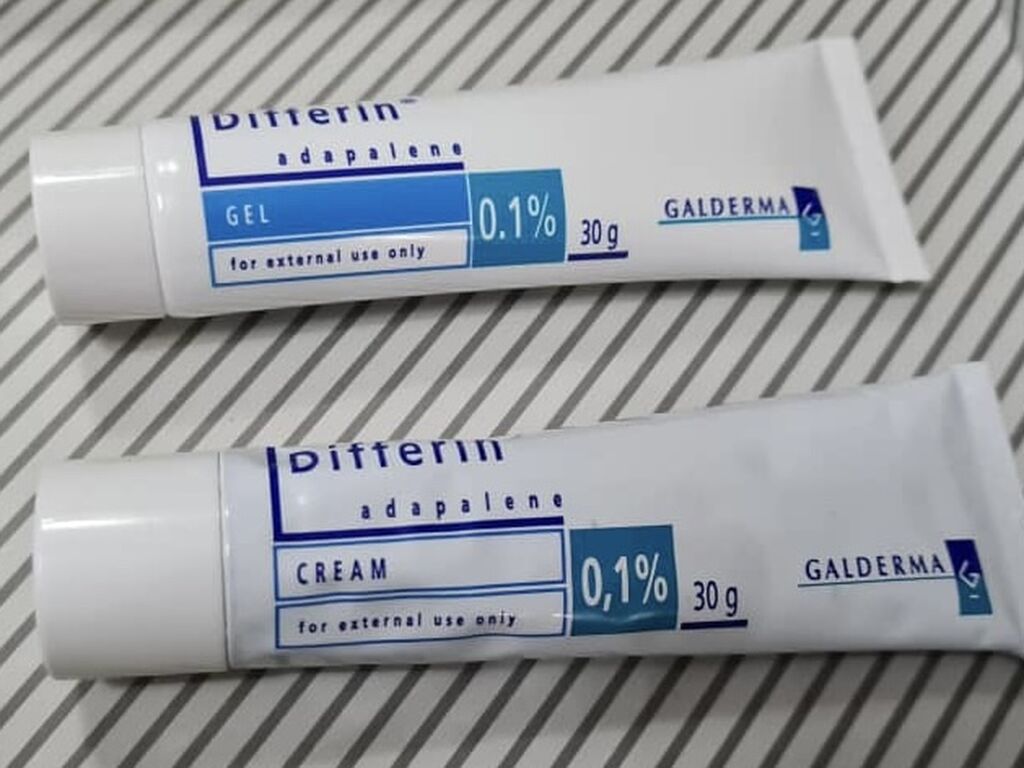 Differin®
adapalene
GEL
for external use only
0.1%
30 g
GALDERMA
Differin
adapalene
CREAM
for external use only
0,1%
30 g
GALDERMA